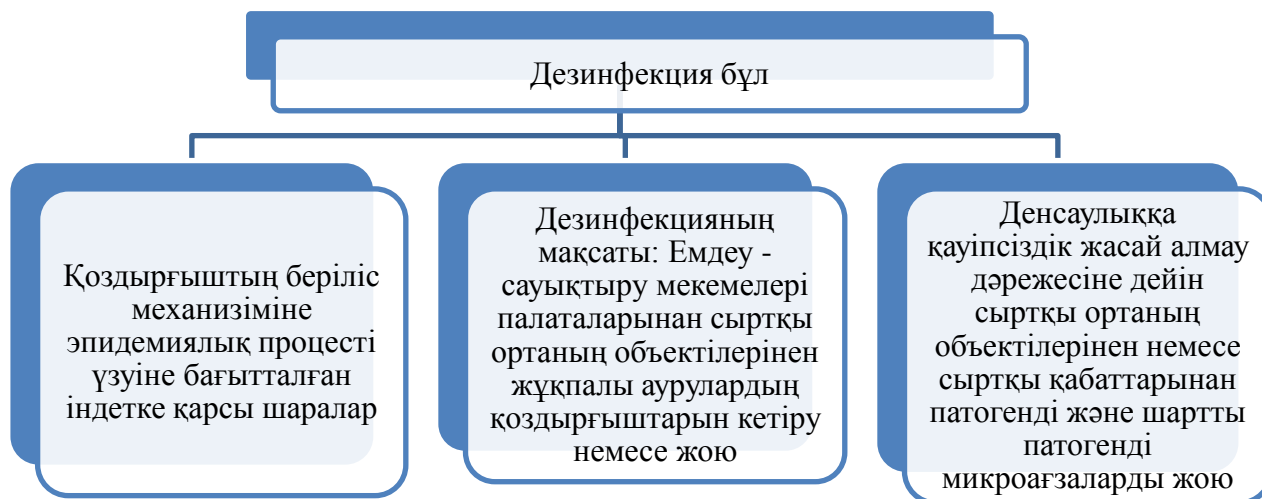 Дезинфекция бұл
Қоздырғыштың беріліс
механизіміне
эпидемиялық процесті
үзуіне бағытталған
індетке қарсы шаралар
Дезинфекцияның
мақсаты: Емдеу -
сауықтыру мекемелері
палаталарынан сыртқы
ортаның объектілерінен
жұқпалы аурулардың
қоздырғыштарын кетіру
немесе жою
Денсаулыққа
қауіпсіздік жасай алмау
дәрежесіне дейін
сыртқы ортаның
объектілерінен немесе
сыртқы қабаттарынан
патогенді және шартты
патогенді
микроағзаларды жою